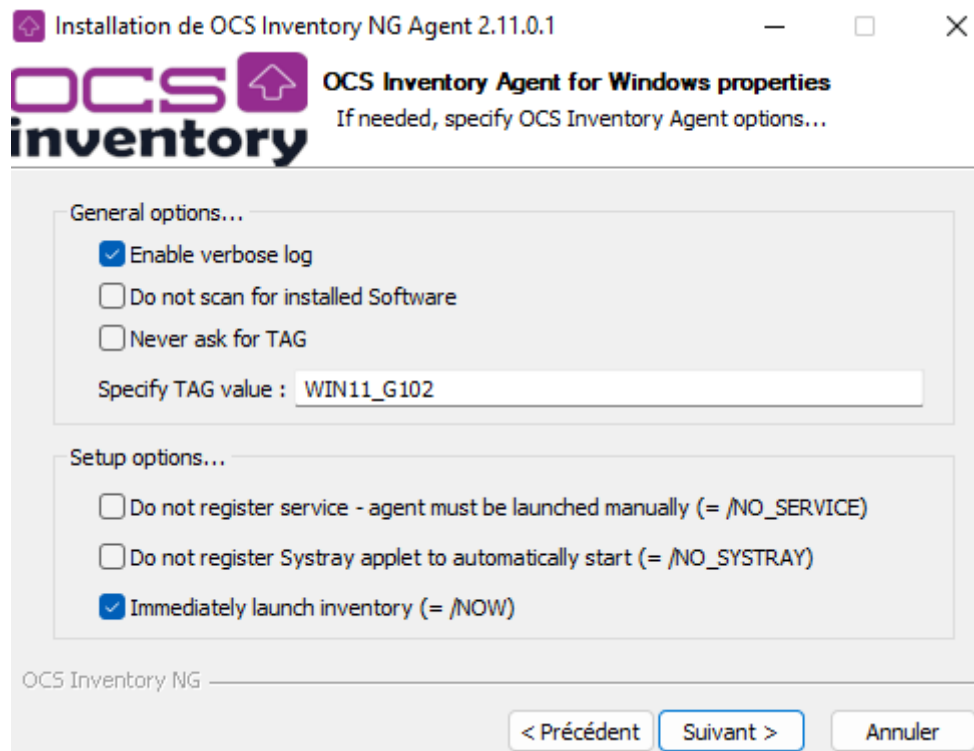 Installation de OCS Inventory NG Agent 2.11.0.1
OCS
inventory
OCS Inventory Agent for Windows properties
If needed, specify OCS Inventory Agent options...
General options...
Enable verbose log
Do not scan for installed Software
Never ask for TAG
Specify TAG value : WIN11_G102
Setup options...
Do not register service - agent must be launched manually (= /NO_SERVICE)
Do not register Systray applet to automatically start (= /NO_SYSTRAY)
Immediately launch inventory (= /NOW)
OCS Inventory NG
< Précédent Suivant > Annuler